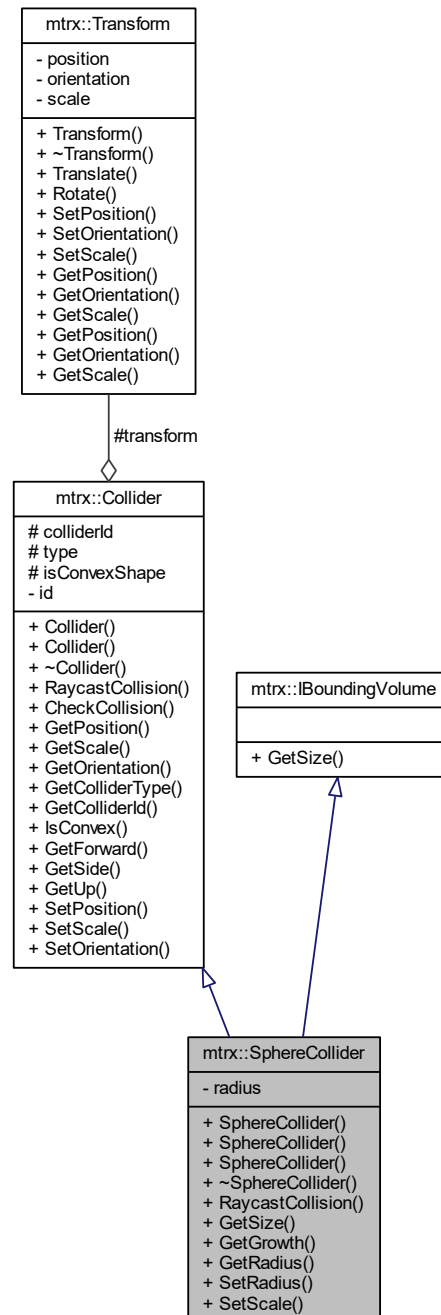 mtrx::Transform
- position
- orientation
- scale
+ Transform()
+ ~Transform()
+ Translate()
+ Rotate()
+ SetPosition()
+ SetOrientation()
+ SetScale()
+ GetPosition()
+ GetOrientation()
+ GetScale()
+ GetPosition()
+ GetOrientation()
+ GetScale()
#transform
mtrx::Collider
# colliderId
# type
# isConvexShape
- id
+ Collider()
+ Collider()
+ ~Collider()
+ RaycastCollision()
+ CheckCollision()
+ GetPosition()
+ GetScale()
+ GetOrientation()
+ GetColliderType()
+ GetColliderId()
+ IsConvex()
+ GetForward()
+ GetSide()
+ GetUp()
+ SetPosition()
+ SetScale()
+ SetOrientation()
mtrx::IBoundingVolume
+ GetSize()
mtrx::SphereCollider
- radius
+ SphereCollider()
+ SphereCollider()
+ SphereCollider()
+ ~SphereCollider()
+ RaycastCollision()
+ GetSize()
+ GetGrowth()
+ GetRadius()
+ SetRadius()
+ SetScale()